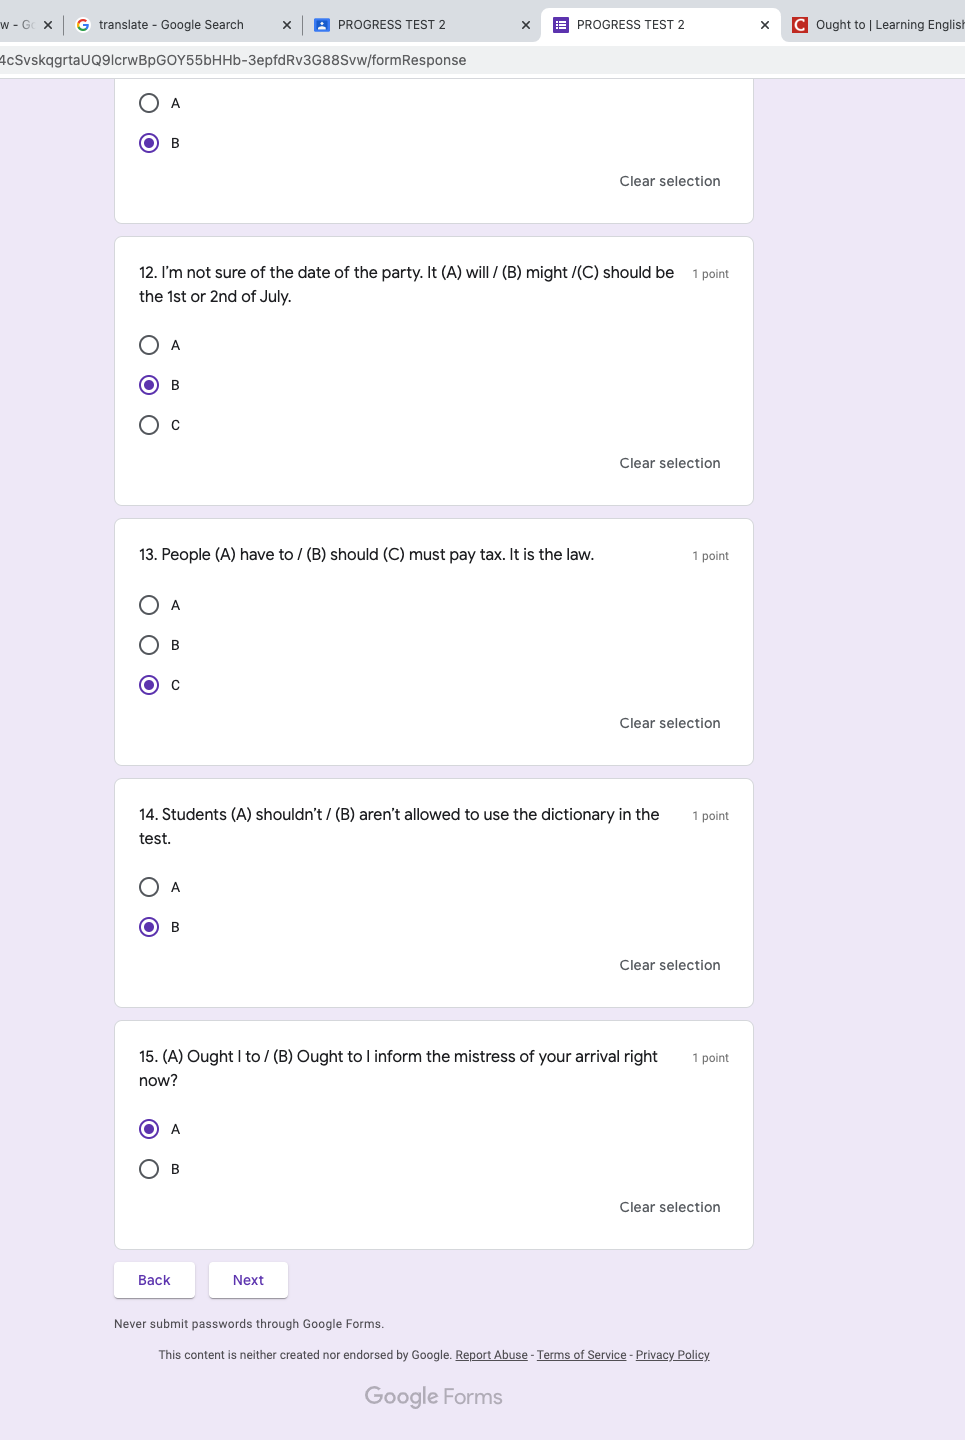 w - Go
translate - Google Search
PROGRESS TEST 2
PROGRESS TEST 2
Ought to | Learning English
4cSvskqgrtaUQ9lcrwBpGOY55bHHb-3epfdRv3G88Svw/formResponse
A
B
Clear selection
12. I'm not sure of the date of the party. It (A) will / (B) might /(C) should be 1 point
the 1st or 2nd of July.
A
B
C
Clear selection
13. People (A) have to / (B) should (C) must pay tax. It is the law. 1 point
A
B
C
Clear selection
14. Students (A) shouldn't / (B) aren't allowed to use the dictionary in the 1 point
test.
A
B
Clear selection
15. (A) Ought I to / (B) Ought to I inform the mistress of your arrival right 1 point
now?
A
B
Clear selection
Back
Next
Never submit passwords through Google Forms.
This content is neither created nor endorsed by Google. Report Abuse - Terms of Service - Privacy Policy
Google Forms